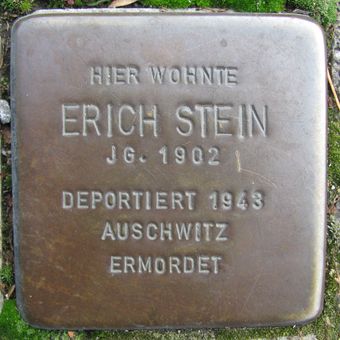 HIER WOHNTE
ERICH STEIN
JG. 1902
DEPORTIERT 1943
AUSCHWITZ
ERMORDET